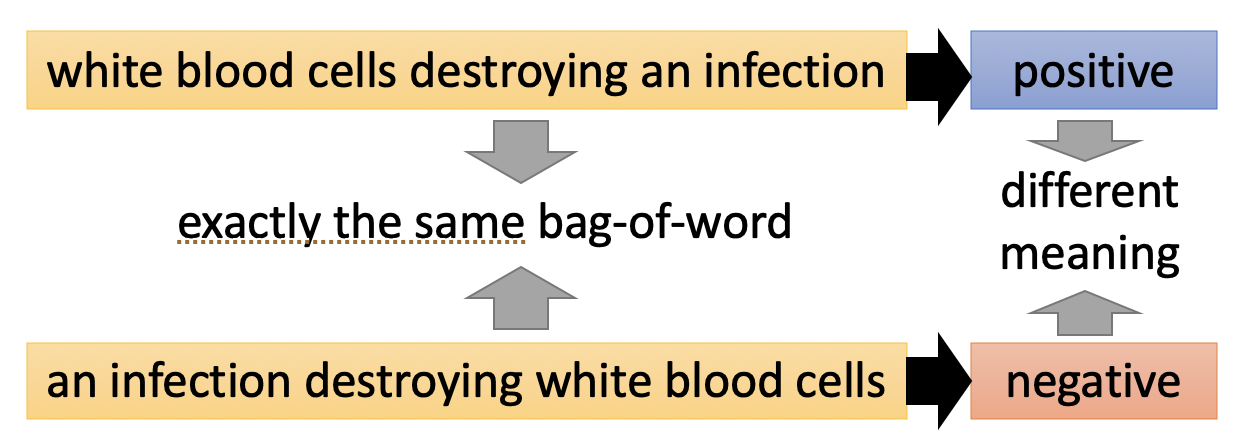 white blood cells destroying an infection
positive
exactly the same bag-of-word
different
meaning
an infection destroying white blood cells
negative